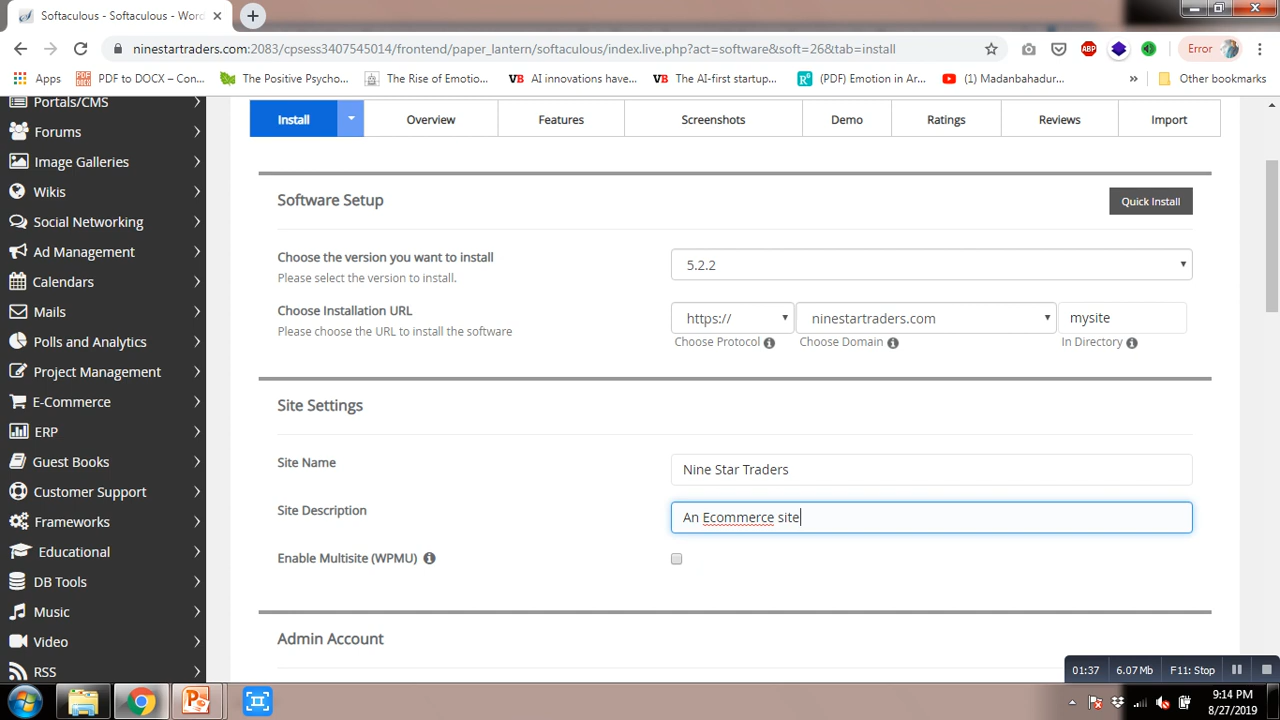 Softaculous - Softaculous - Wor
ninestartraders.com:2083/cpsess3407545014/frontend/paper_lantern/softaculous/index.live.php?act=software&soft=26&tab=install
ABP
Error
Apps
PDF to DOCX – Con...
The Positive Psycho...
The Rise of Emotio...
VB AI innovations have...
VB The AI-first startup...
(PDF) Emotion in Ar...
(1) Madanbahadur...
»
Other bookmarks
Portals/CMS
Forums
Image Galleries
Wikis
Social Networking
Ad Management
Calendars
Mails
Polls and Analytics
Project Management
E-Commerce
ERP
Guest Books
Customer Support
Frameworks
Educational
DB Tools
Music
Video
RSS
Install
Overview
Features
Screenshots
Demo
Ratings
Reviews
Import
Software Setup
Quick Install
Choose the version you want to install
Please select the version to install.
5.2.2
Choose Installation URL
Please choose the URL to install the software
https://
ninestartraders.com
mysite
Choose Protocol
Choose Domain
In Directory
Site Settings
Site Name
Nine Star Traders
Site Description
An Ecommerce site
Enable Multisite (WPMU)
Admin Account
01:37
6.07 Mb
F11: Stop
9:14 PM
8/27/2019